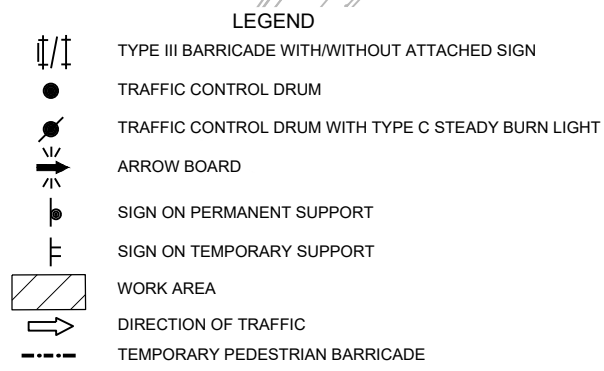 LEGEND
TYPE III BARRICADE WITH/WITHOUT ATTACHED SIGN
TRAFFIC CONTROL DRUM
TRAFFIC CONTROL DRUM WITH TYPE C STEADY BURN LIGHT
ARROW BOARD
SIGN ON PERMANENT SUPPORT
SIGN ON TEMPORARY SUPPORT
WORK AREA
DIRECTION OF TRAFFIC
TEMPORARY PEDESTRIAN BARRICADE